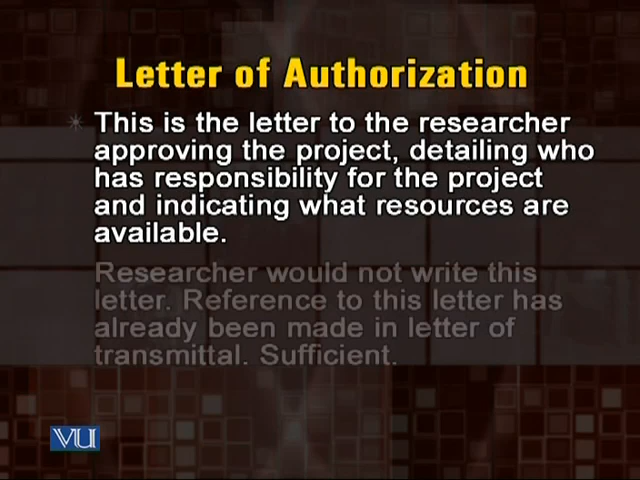 Letter of Authorization
This is the letter to the researcher
approving the project, detailing who
has responsibility for the project
and indicating what resources are
available.
Researcher would not write this
letter. Reference to this letter has
already been made in letter of
transmittal. Sufficient.
VU